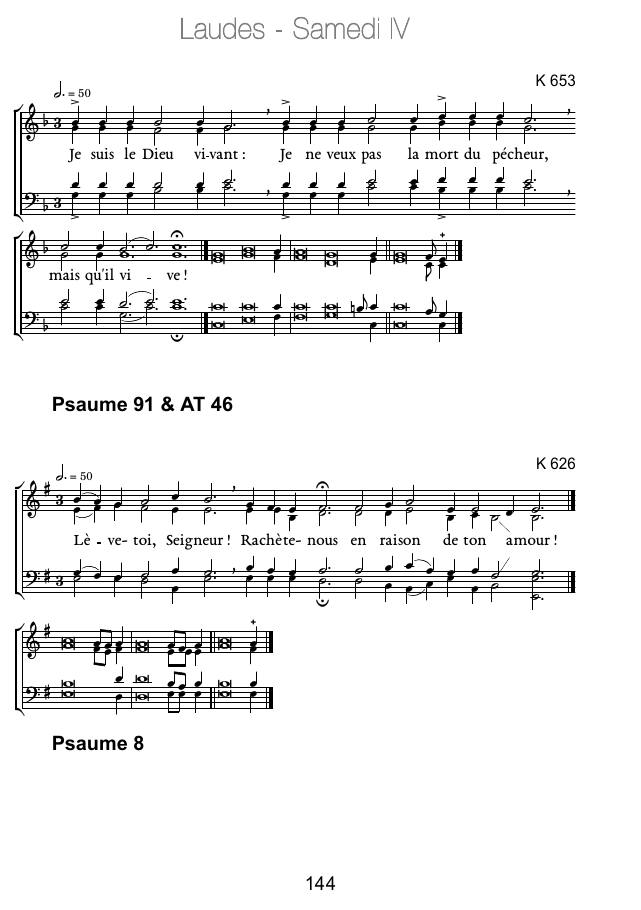 Laudes - Samedi IV
K 653
𝅗𝅥. = 50
Je suis le Dieu vi-vant : Je ne veux pas la mort du pécheur,
mais qu'il vi - ve !
Psaume 91 & AT 46
K 626
𝅗𝅥. = 50
Lè - ve- toi, Seigneur ! Rachète- nous en raison de ton amour !
Psaume 8
144